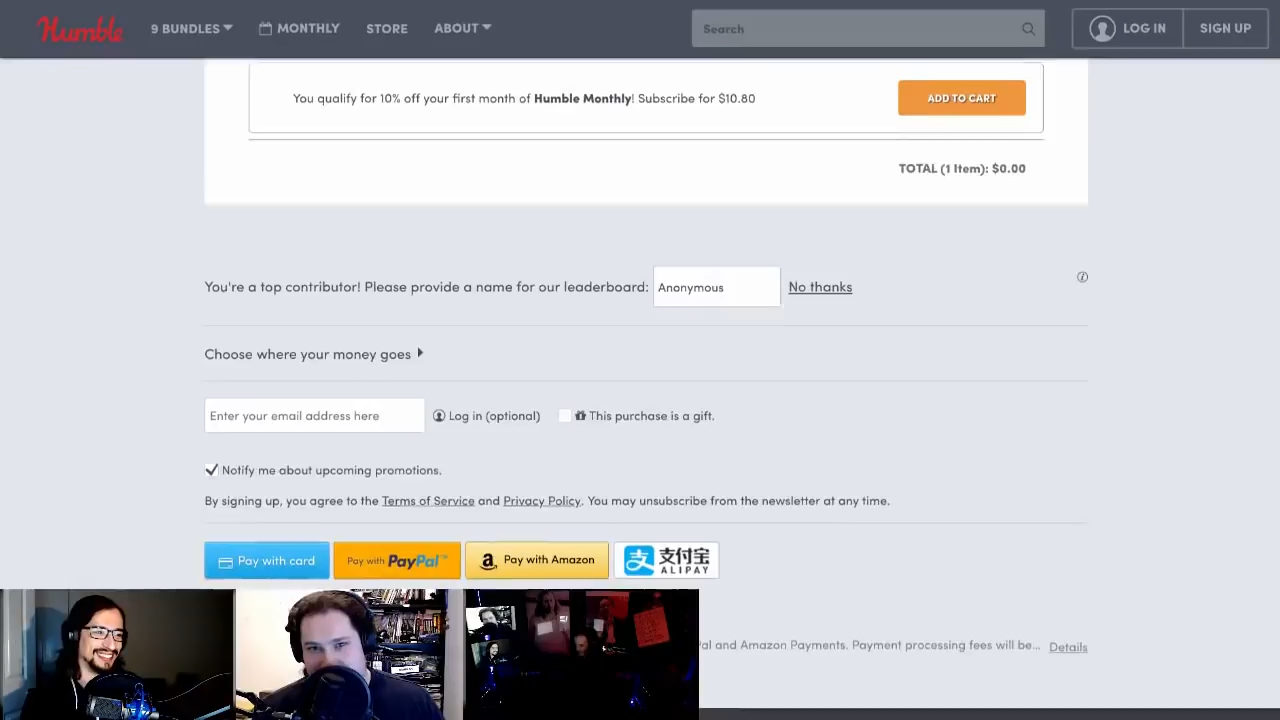 Humble
9 BUNDLES
MONTHLY
STORE
ABOUT
Search
LOG IN
SIGN UP
You qualify for 10% off your first month of Humble Monthly! Subscribe for $10.80
ADD TO CART
TOTAL (1 Item): $0.00
You're a top contributor! Please provide a name for our leaderboard:
Anonymous
No thanks
Choose where your money goes
Enter your email address here
Log in (optional)
This purchase is a gift.
Notify me about upcoming promotions.
By signing up, you agree to the Terms of Service and Privacy Policy. You may unsubscribe from the newsletter at any time.
Pay with card
Pay with PayPal™
Pay with Amazon
支付宝
ALIPAY
and Amazon Payments. Payment processing fees will be...
Details